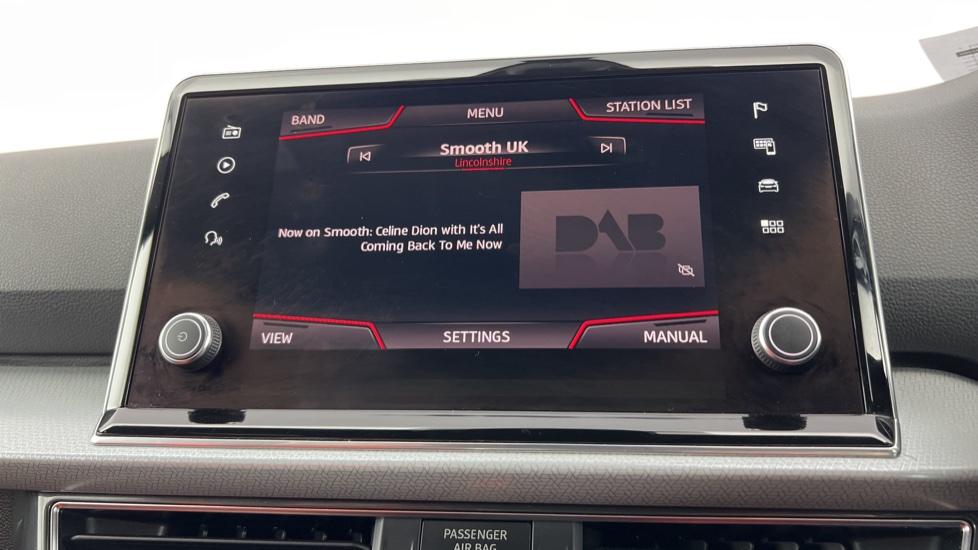 BAND
MENU
STATION LIST
Smooth UK
Lincolnshire
Now on Smooth: Celine Dion with It's All
Coming Back To Me Now
DAB
VIEW
SETTINGS
MANUAL
PASSENGER
AIR BAG